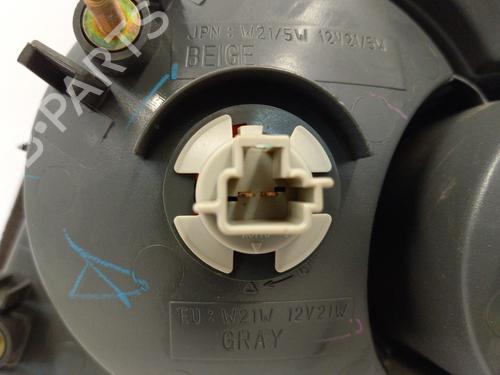 JPN : W21/5W 12V21/5W
BEIGE
B-PARTS
EU : W21W 12V21W
GRAY